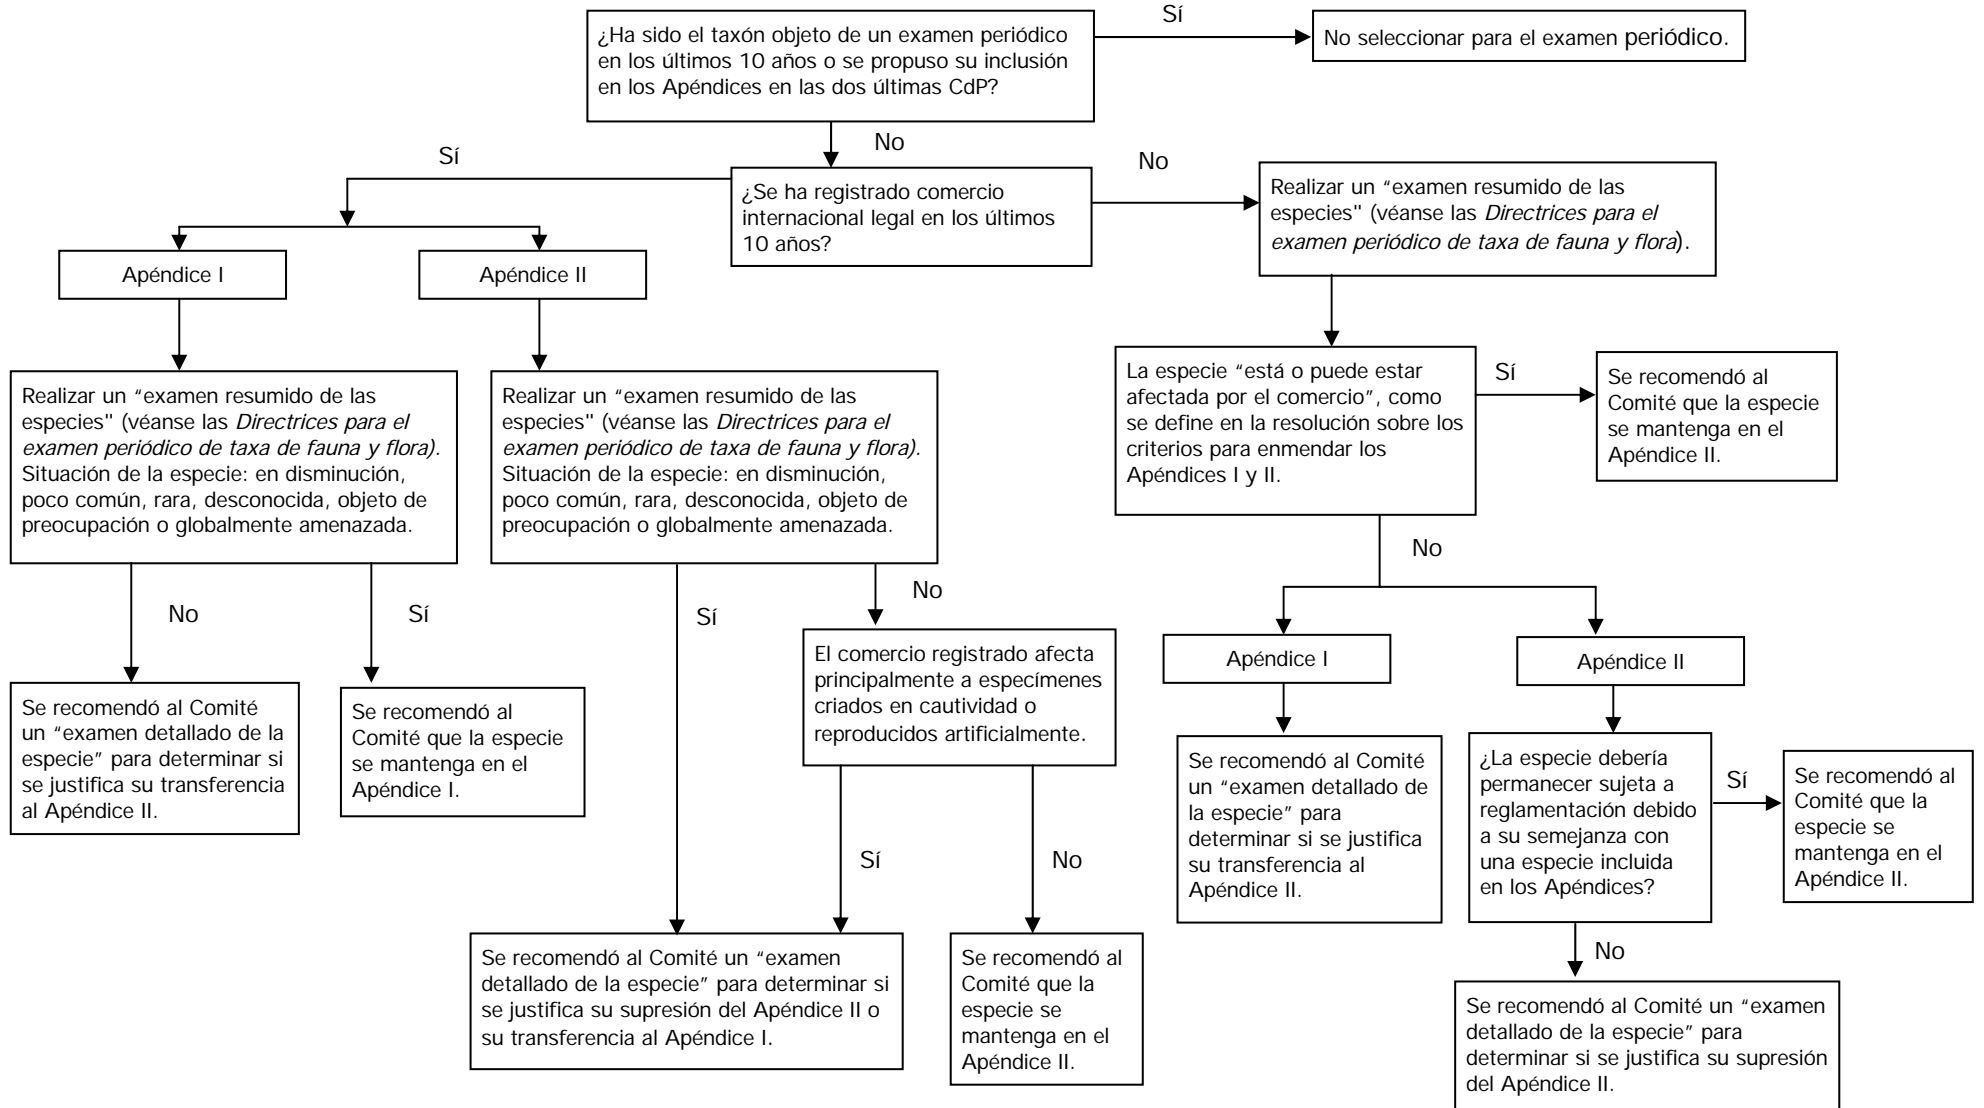 ¿Ha sido el taxón objeto de un examen periódico
en los últimos 10 años o se propuso su inclusión
en los Apéndices en las dos últimas CdP?
Sí
No seleccionar para el examen periódico.
No
Sí
¿Se ha registrado comercio
internacional legal en los últimos
10 años?
No
Realizar un “examen resumido de las
especies" (véanse las Directrices para el
examen periódico de taxa de fauna y flora).
Apéndice I
Apéndice II
Realizar un “examen resumido de las
especies" (véanse las Directrices para el
examen periódico de taxa de fauna y flora).
Situación de la especie: en disminución,
poco común, rara, desconocida, objeto de
preocupación o globalmente amenazada.
Realizar un “examen resumido de las
especies" (véanse las Directrices para el
examen periódico de taxa de fauna y flora).
Situación de la especie: en disminución,
poco común, rara, desconocida, objeto de
preocupación o globalmente amenazada.
La especie “está o puede estar
afectada por el comercio”, como
se define en la resolución sobre los
criterios para enmendar los
Apéndices I y II.
Sí
Se recomendó al
Comité que la especie
se mantenga en el
Apéndice II.
No
No
Sí
Sí
No
El comercio registrado afecta
principalmente a especímenes
criados en cautividad o
reproducidos artificialmente.
Apéndice I
Apéndice II
Se recomendó al Comité
un “examen detallado de la
especie” para determinar si
se justifica su transferencia
al Apéndice II.
Se recomendó al
Comité que la especie
se mantenga en el
Apéndice I.
Se recomendó al Comité
un “examen detallado de
la especie” para
determinar si se justifica
su transferencia al
Apéndice II.
¿La especie debería
permanecer sujeta a
reglamentación debido
a su semejanza con
una especie incluida
en los Apéndices?
Sí
Se recomendó al
Comité que la
especie se
mantenga en el
Apéndice II.
Sí
No
Se recomendó al Comité un “examen
detallado de la especie” para determinar si
se justifica su supresión del Apéndice II o
su transferencia al Apéndice I.
Se recomendó al
Comité que la
especie se
mantenga en el
Apéndice II.
No
Se recomendó al Comité un “examen
detallado de la especie” para
determinar si se justifica su supresión
del Apéndice II.